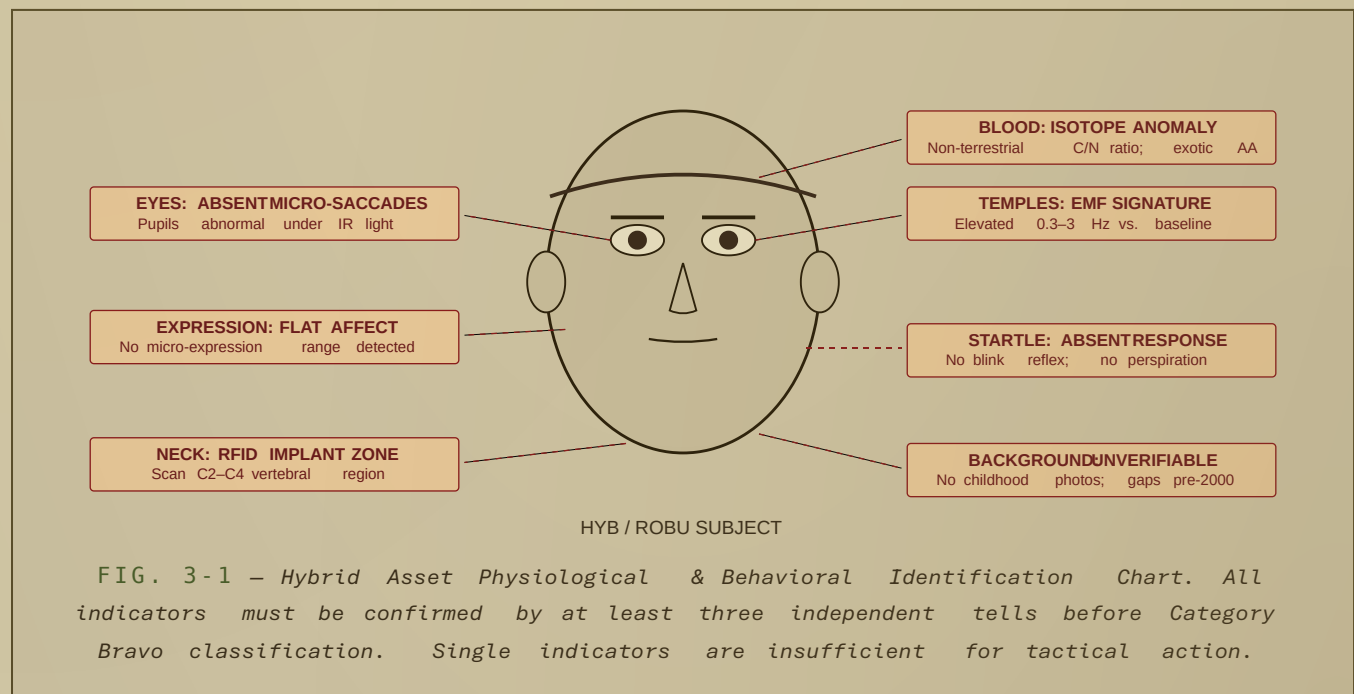 BLOOD: ISOTOPE ANOMALY
Non-terrestrial C/N ratio; exotic AA
EYES: ABSENT MICRO-SACCADES
Pupils abnormal under IR light
TEMPLES: EMF SIGNATURE
Elevated 0.3–3 Hz vs. baseline
EXPRESSION: FLAT AFFECT
No micro-expression range detected
STARTLE: ABSENT RESPONSE
No blink reflex; no perspiration
NECK: RFID IMPLANT ZONE
Scan C2–C4 vertebral region
BACKGROUND: UNVERIFIABLE
No childhood photos; gaps pre-2000
HYB / ROBU SUBJECT
FIG. 3-1 — Hybrid Asset Physiological & Behavioral Identification Chart. All
indicators must be confirmed by at least three independent tells before Category
Bravo classification. Single indicators are insufficient for tactical action.